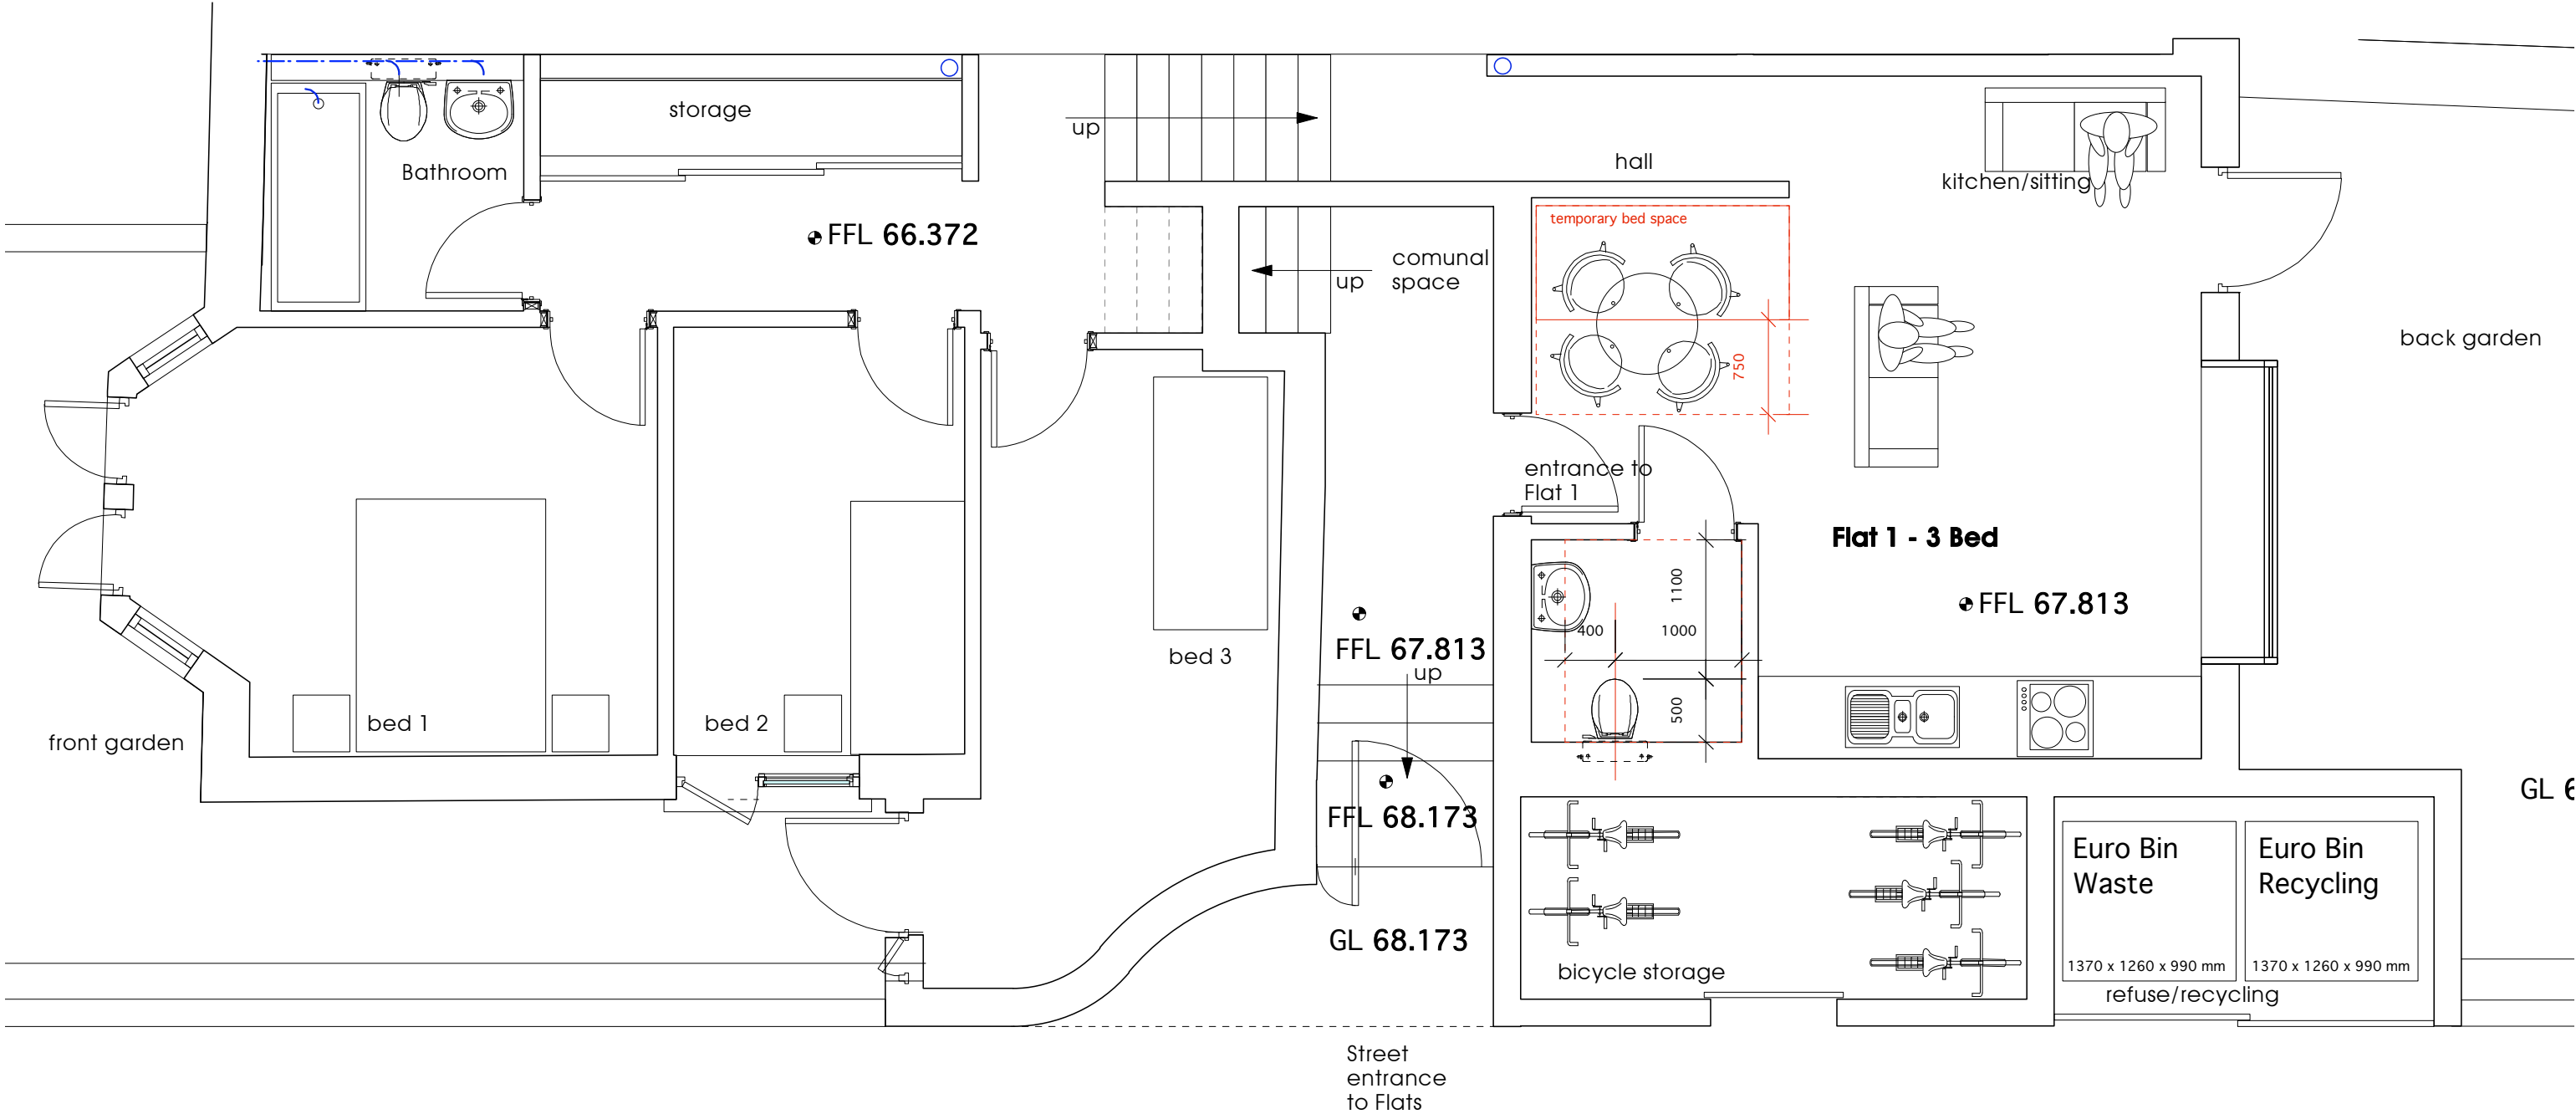 storage
up
Bathroom
hall
kitchen/sitting
temporary bed space
FFL 66.372
comunal
space
up
750
back garden
entrance to
Flat 1
Flat 1 - 3 Bed
1100
FFL 67.813
400
1000
FFL 67.813
up
bed 3
500
bed 1
bed 2
front garden
GL 6
FFL 68.173
Euro Bin
Waste
Euro Bin
Recycling
GL 68.173
bicycle storage
1370 x 1260 x 990 mm
1370 x 1260 x 990 mm
refuse/recycling
Street
entrance
to Flats